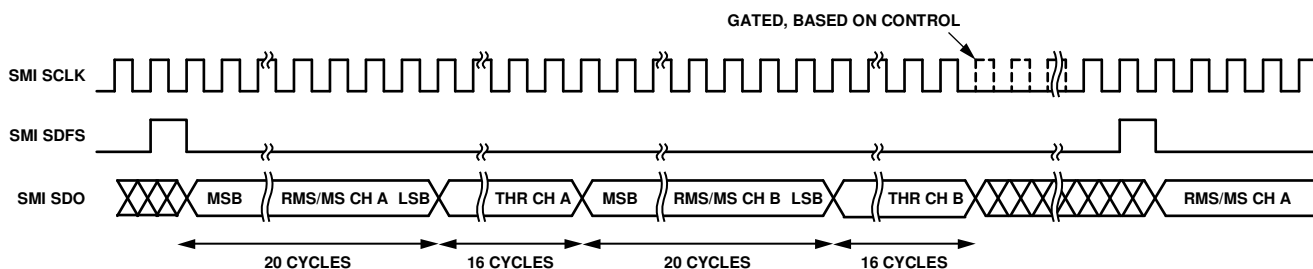 GATED, BASED ON CONTROL
SMI SCLK
SMI SDFS
SMI SDO
MSB
RMS/MS CH A
LSB
THR CH A
MSB
RMS/MS CH B
LSB
THR CH B
RMS/MS CH A
20 CYCLES
16 CYCLES
20 CYCLES
16 CYCLES